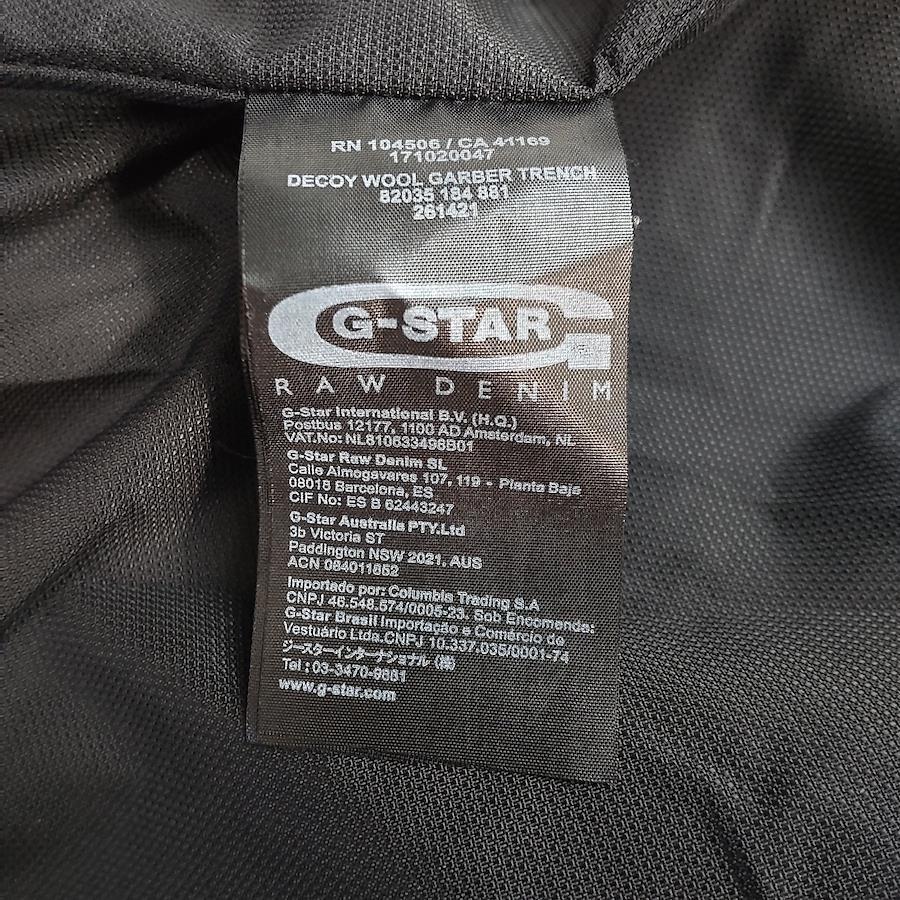 RN 104506 / CA 41169
171020047
DECOY WOOL GARBER TRENCH
82035 184 881
261421
G-STAR
RAW DENIM
G-Star International B.V. (H.Q.)
Postbus 12177, 1100 AD Amsterdam, NL
VAT.No: NL810633498B01
G-Star Raw Denim SL
Calle Almogavares 107, 119 - Planta Baja
08018 Barcelona, ES
CIF No: ES B 62443247
G-Star Australia PTY.Ltd
3b Victoria ST
Paddington NSW 2021, AUS
ACN 084011852
Importado por: Columbia Trading S.A
CNPJ 46.548.574/0005-23. Sob Encomenda:
G-Star Brasil Importação e Comércio de
Vestuário Ltda.CNPJ 10.337.035/0001-74
ジースターインターナショナル (株)
Tel : 03-3470-9881
www.g-star.com